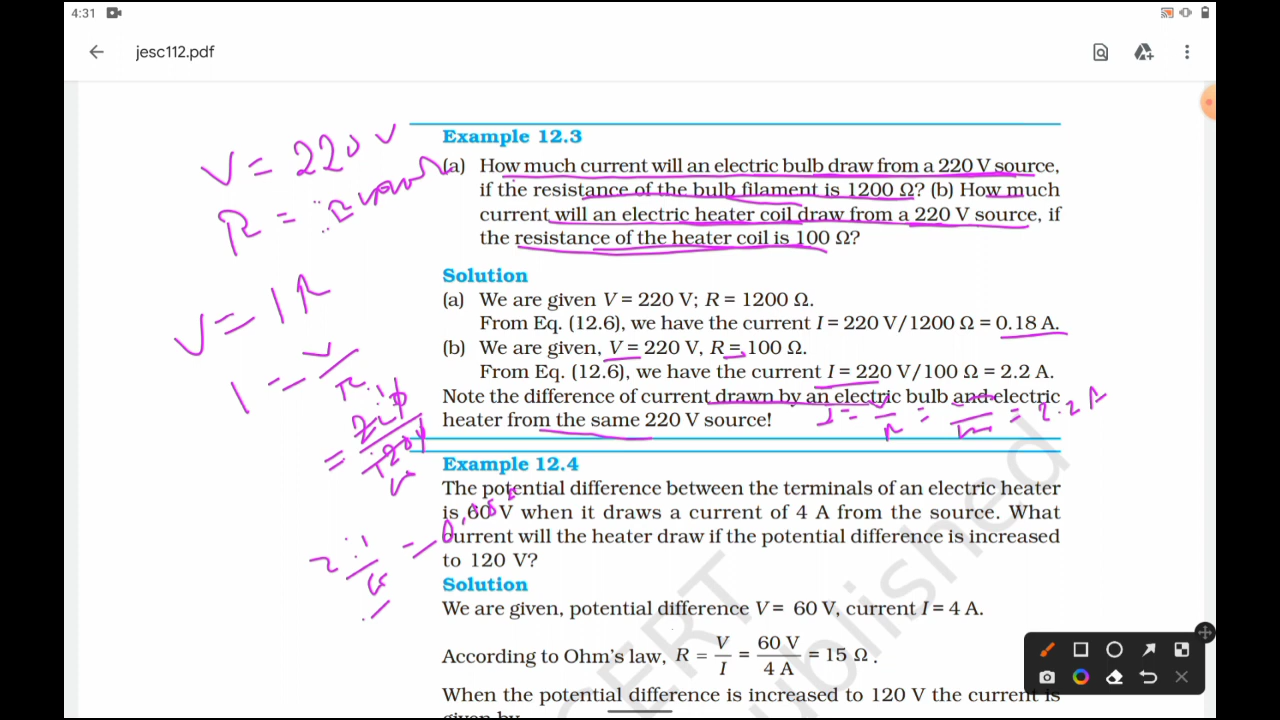 4:31
jesc112.pdf
Example 12.3
(a) How much current will an electric bulb draw from a 220 V source,
if the resistance of the bulb filament is 1200 Ω? (b) How much
current will an electric heater coil draw from a 220 V source, if
the resistance of the heater coil is 100 Ω?
Solution
(a) We are given V = 220 V; R = 1200 Ω.
From Eq. (12.6), we have the current I = 220 V/1200 Ω = 0.18 A.
(b) We are given, V = 220 V, R = 100 Ω.
From Eq. (12.6), we have the current I = 220 V/100 Ω = 2.2 A.
Note the difference of current drawn by an electric bulb and electric
heater from the same 220 V source!
V = 220 V
R =
V = IR
I = V/R
I = V/R = = 2.2 A
Example 12.4
The potential difference between the terminals of an electric heater
is 60 V when it draws a current of 4 A from the source. What
current will the heater draw if the potential difference is increased
to 120 V?
Solution
We are given, potential difference V = 60 V, current I = 4 A.
According to Ohm's law, R = V/I = 60 V/4 A = 15 Ω .
When the potential difference is increased to 120 V the current is
given by